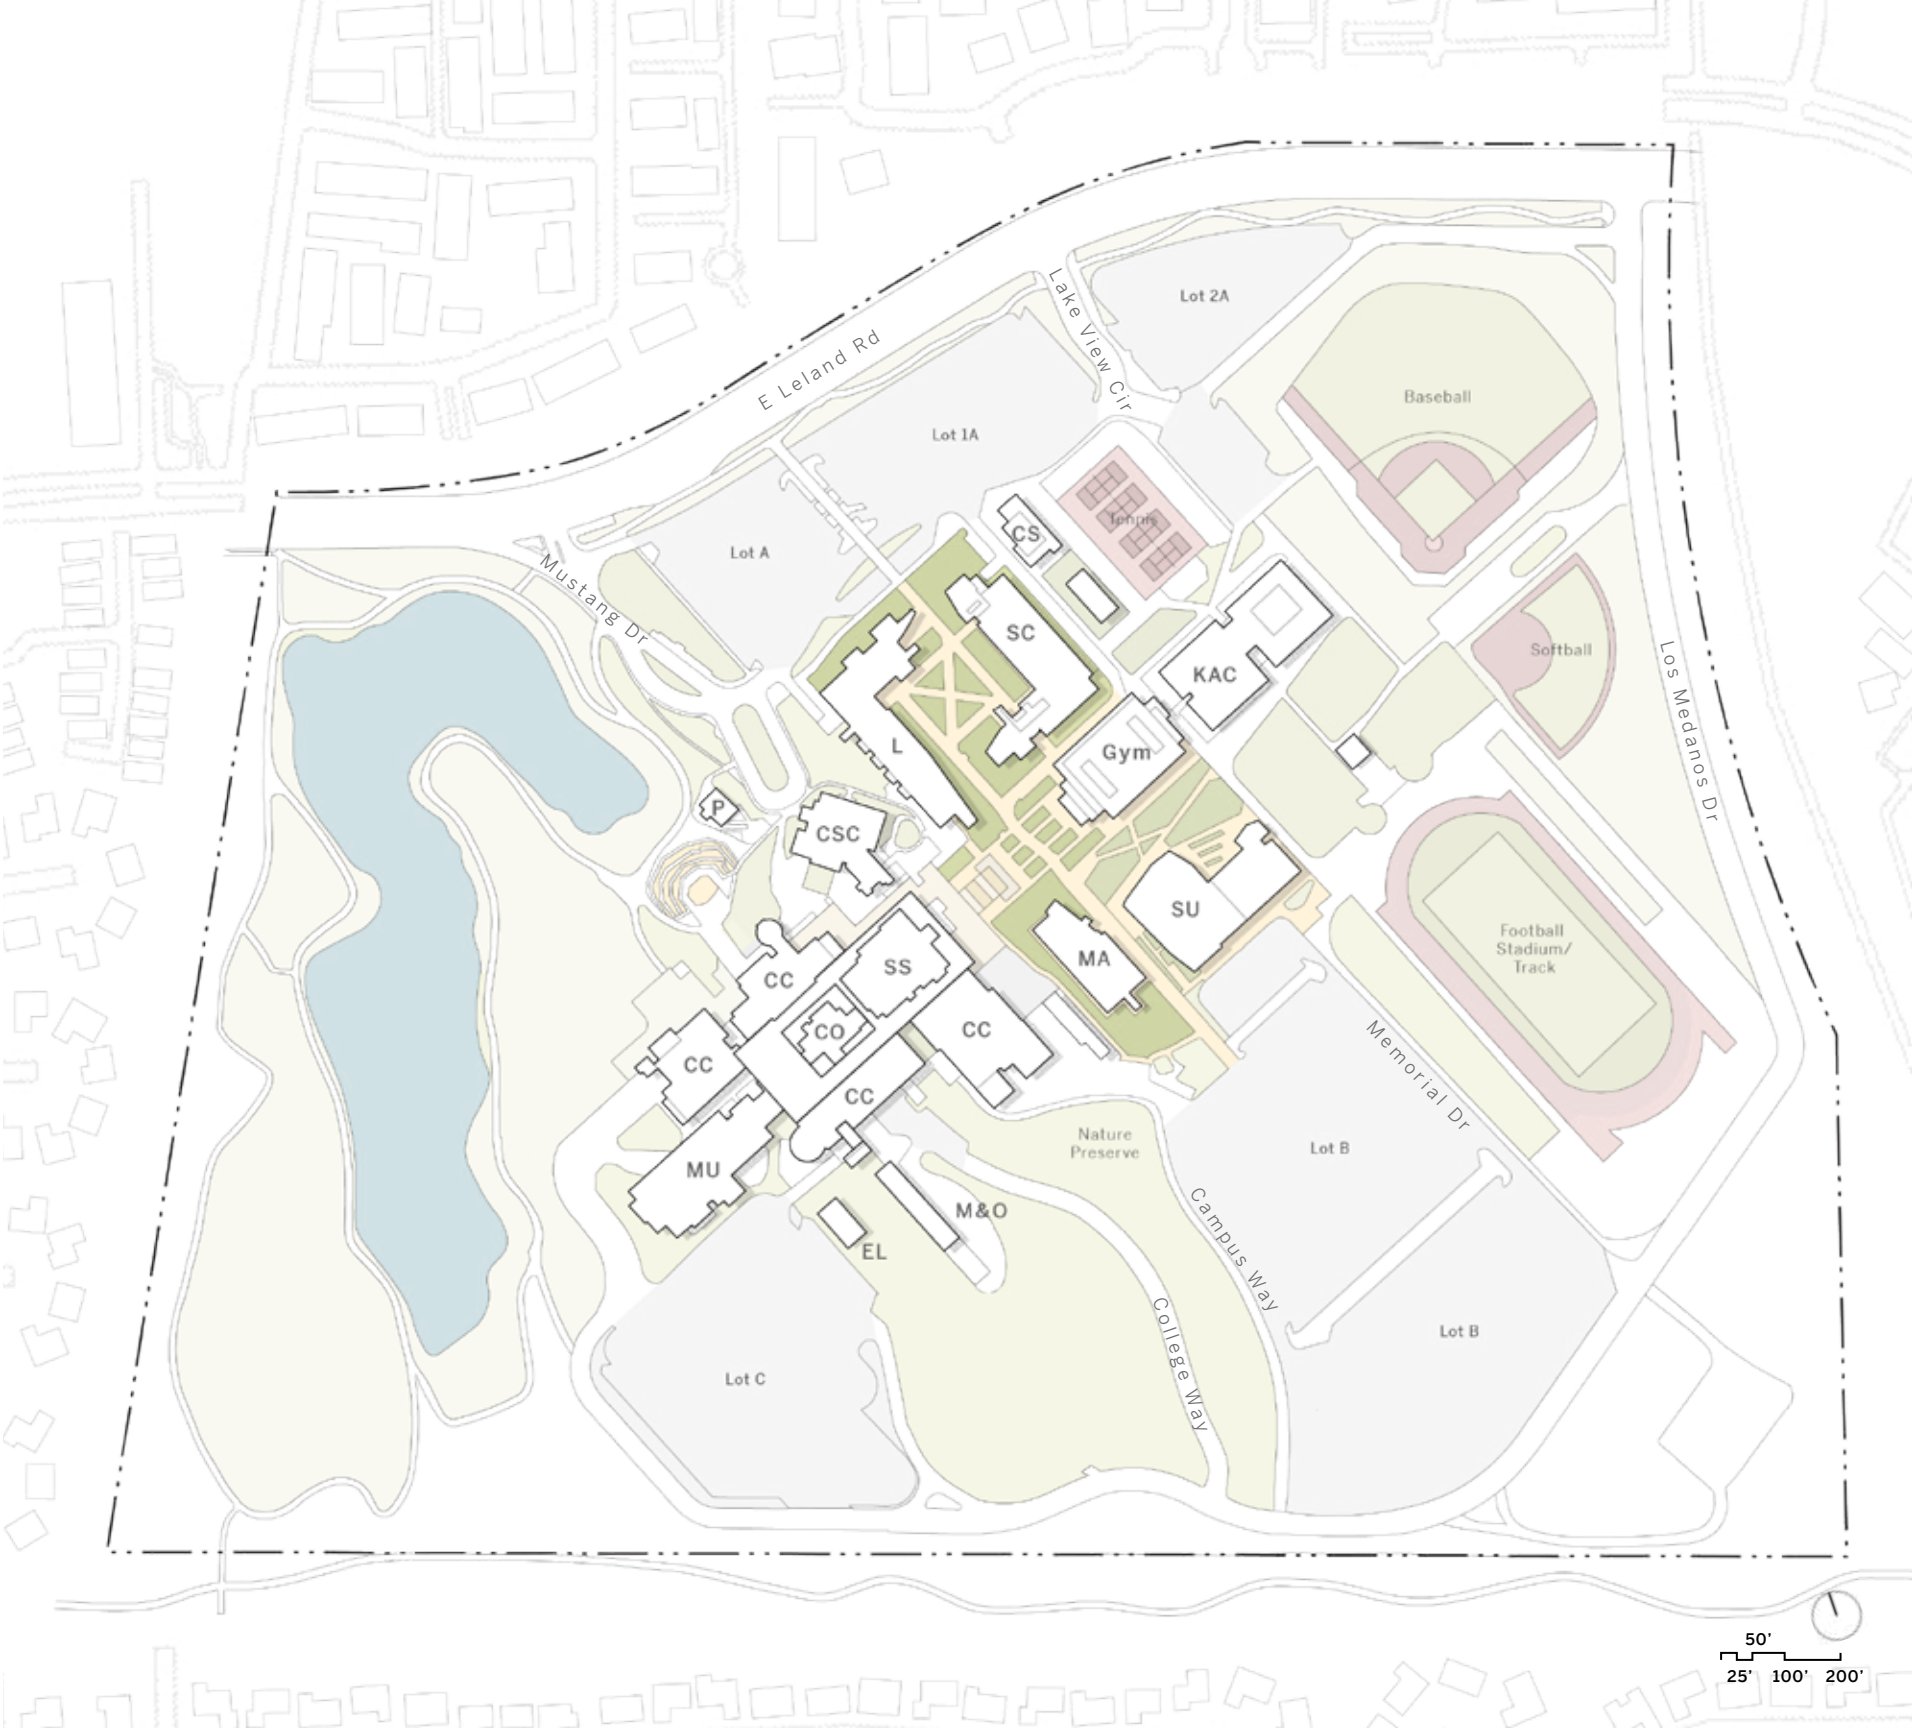 Lake View Cir
Lot 2A
E Leland Rd
Baseball
Lot 1A
Tennis
CS
Lot A
Mustang Dr
SC
Softball
KAC
Los Medanos Dr
L
Gym
P
CSC
SU
Football
Stadium/
Track
MA
SS
CC
CO
CC
CC
CC
Memorial Dr
Nature
Preserve
Lot B
MU
M&O
EL
Campus Way
College Way
Lot B
Lot C
50'
25' 100' 200'